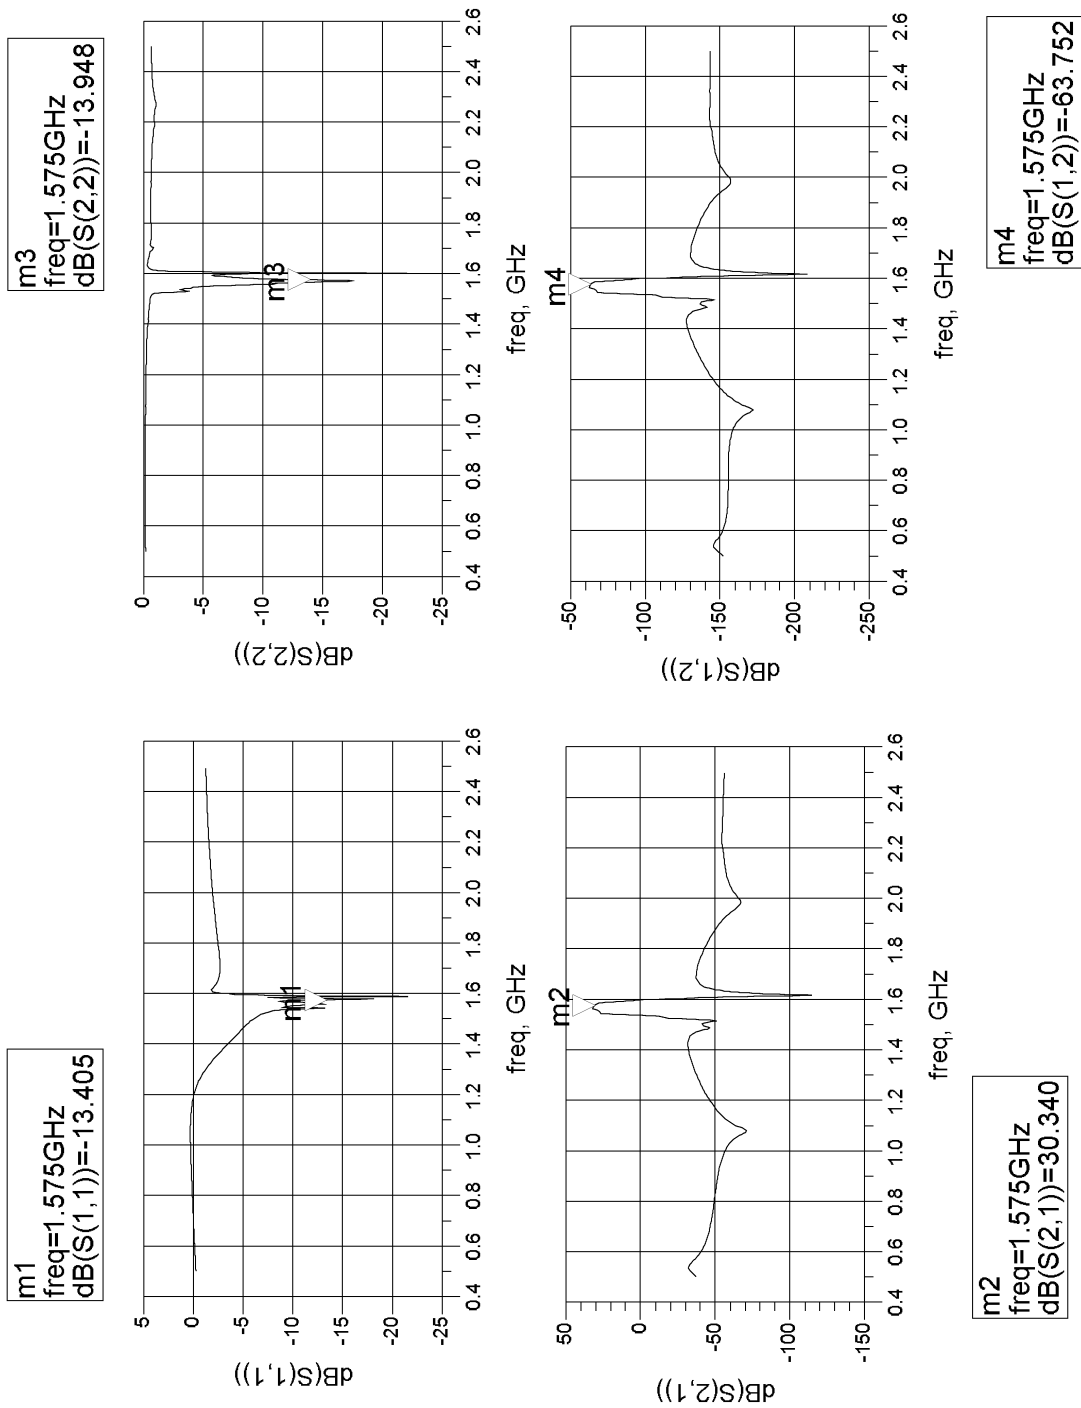 m1
freq=1.575GHz
dB(S(1,1))=-13.405
m3
freq=1.575GHz
dB(S(2,2))=-13.948
dB(S(1,1))
5
0
-5
-10
-15
-20
-25
m1
0.4 0.6 0.8 1.0 1.2 1.4 1.6 1.8 2.0 2.2 2.4 2.6
freq, GHz
dB(S(2,2))
0
-5
-10
-15
-20
-25
m3
0.4 0.6 0.8 1.0 1.2 1.4 1.6 1.8 2.0 2.2 2.4 2.6
freq, GHz
dB(S(2,1))
50
0
-50
-100
-150
m2
0.4 0.6 0.8 1.0 1.2 1.4 1.6 1.8 2.0 2.2 2.4 2.6
freq, GHz
dB(S(1,2))
-50
-100
-150
-200
-250
m4
0.4 0.6 0.8 1.0 1.2 1.4 1.6 1.8 2.0 2.2 2.4 2.6
freq, GHz
m2
freq=1.575GHz
dB(S(2,1))=30.340
m4
freq=1.575GHz
dB(S(1,2))=-63.752